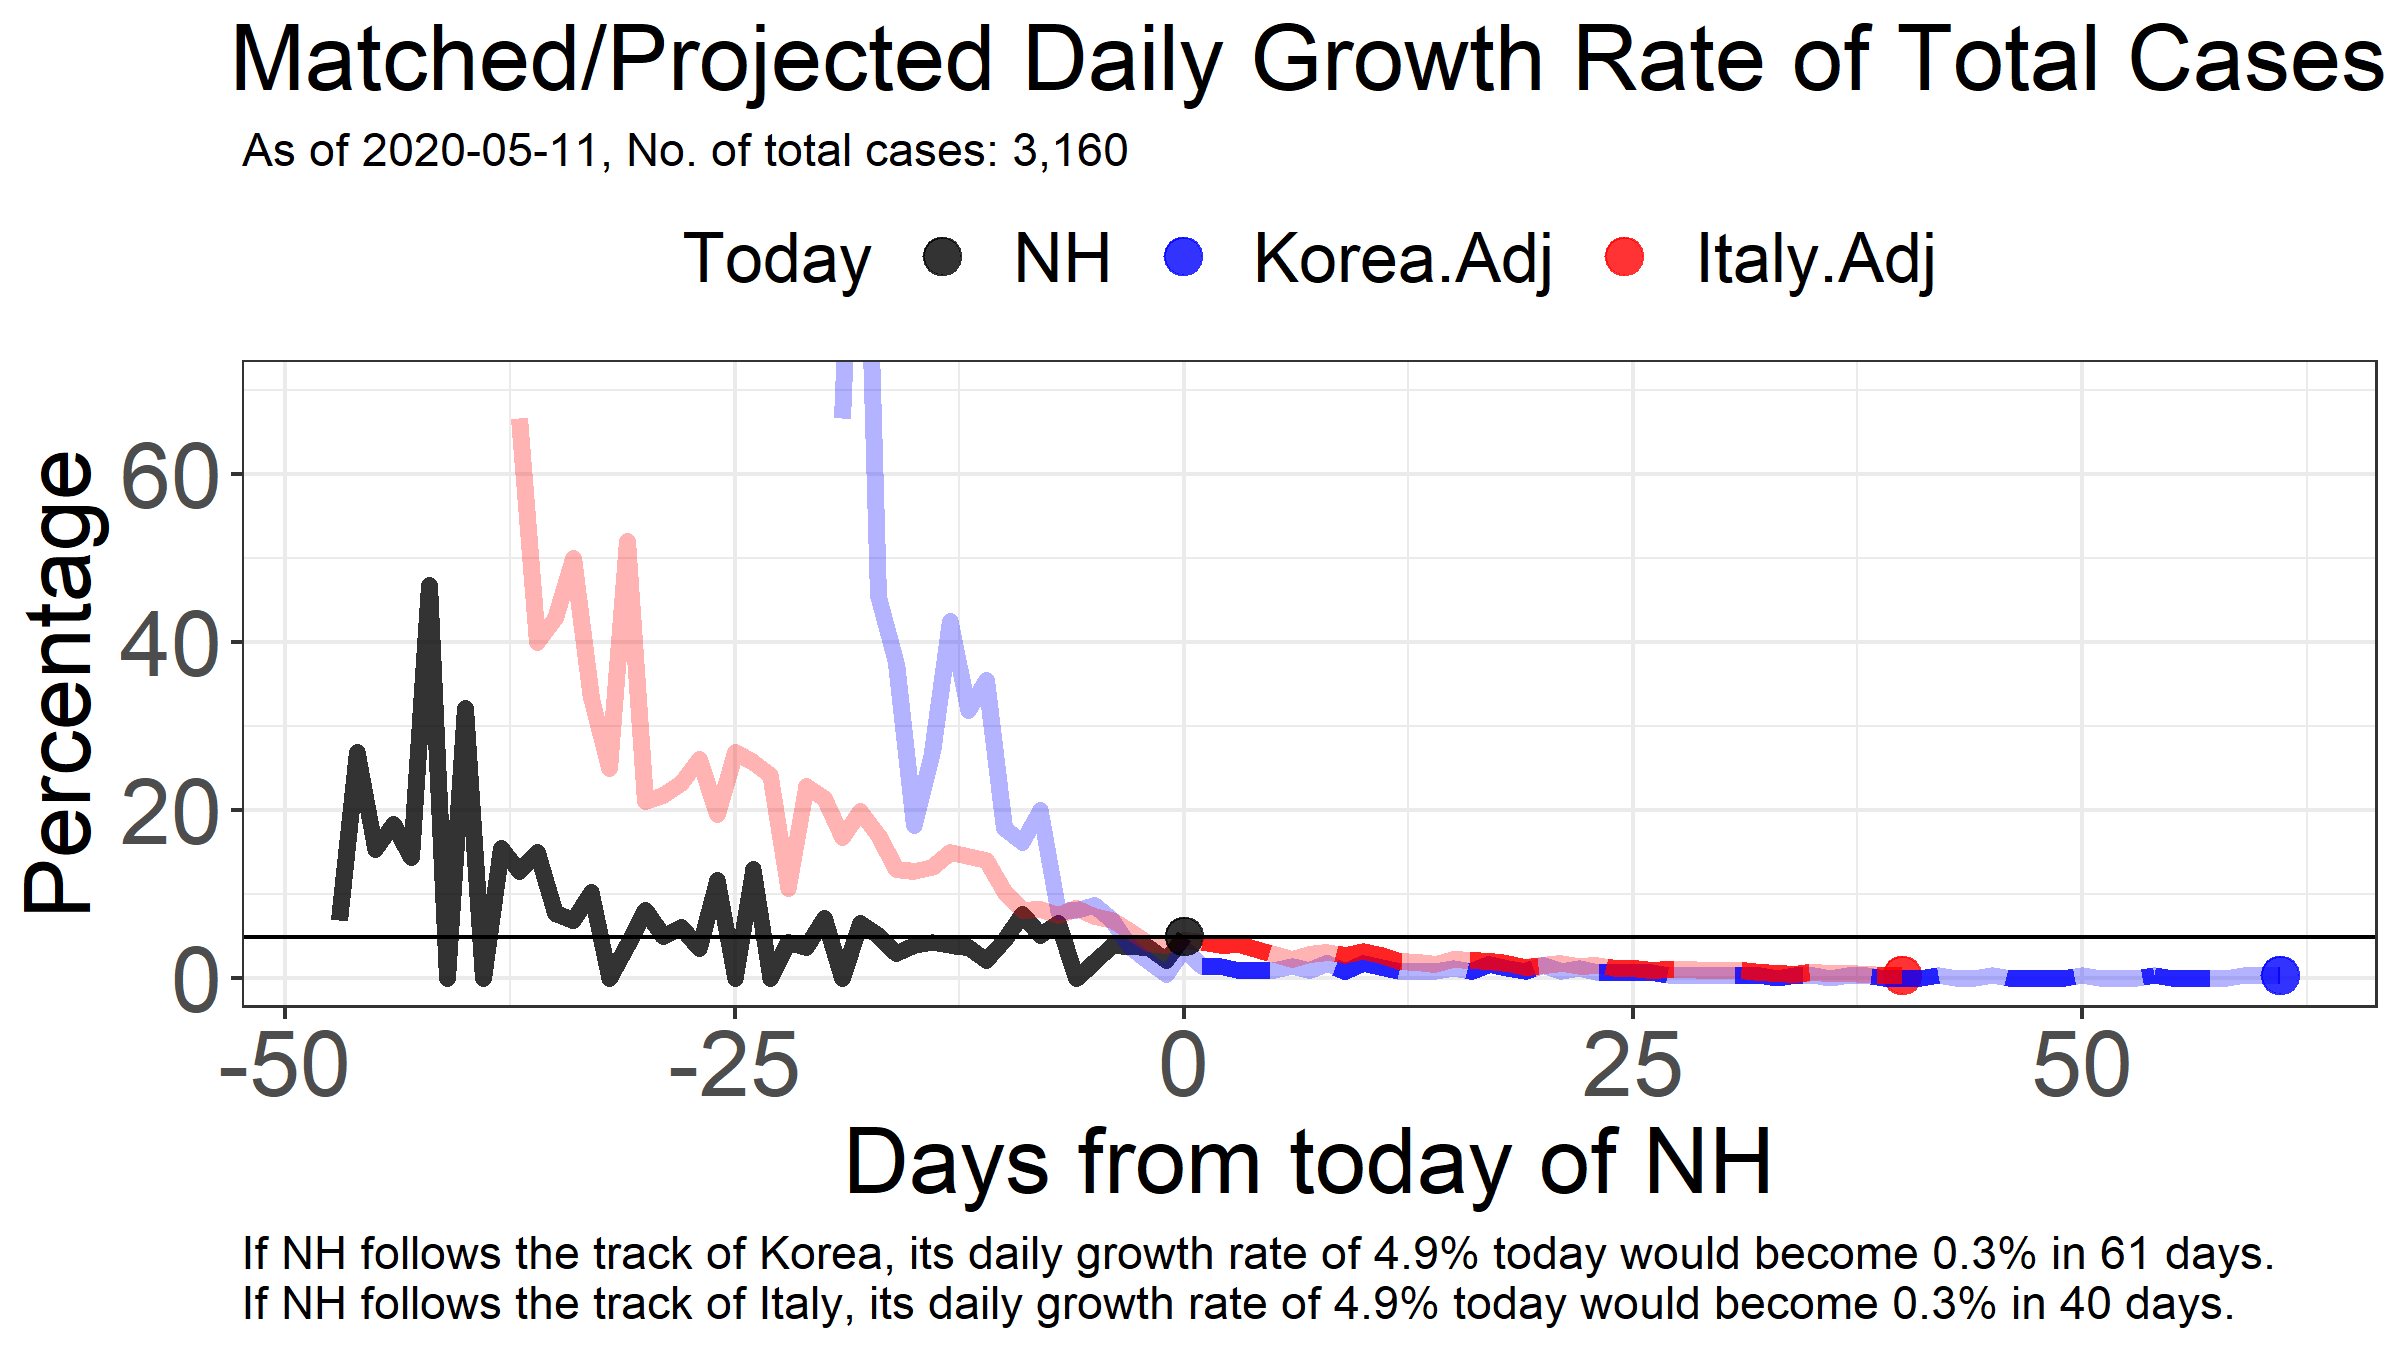 Matched/Projected Daily Growth Rate of Total Cases
As of 2020-05-11, No. of total cases: 3,160
Today NH Korea.Adj Italy.Adj
Percentage
60
40
20
0
-50 -25 0 25 50
Days from today of NH
If NH follows the track of Korea, its daily growth rate of 4.9% today would become 0.3% in 61 days.
If NH follows the track of Italy, its daily growth rate of 4.9% today would become 0.3% in 40 days.